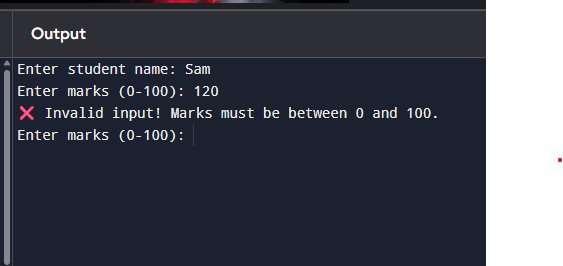 Output
Enter student name: Sam
Enter marks (0-100): 120
❌ Invalid input! Marks must be between 0 and 100.
Enter marks (0-100):